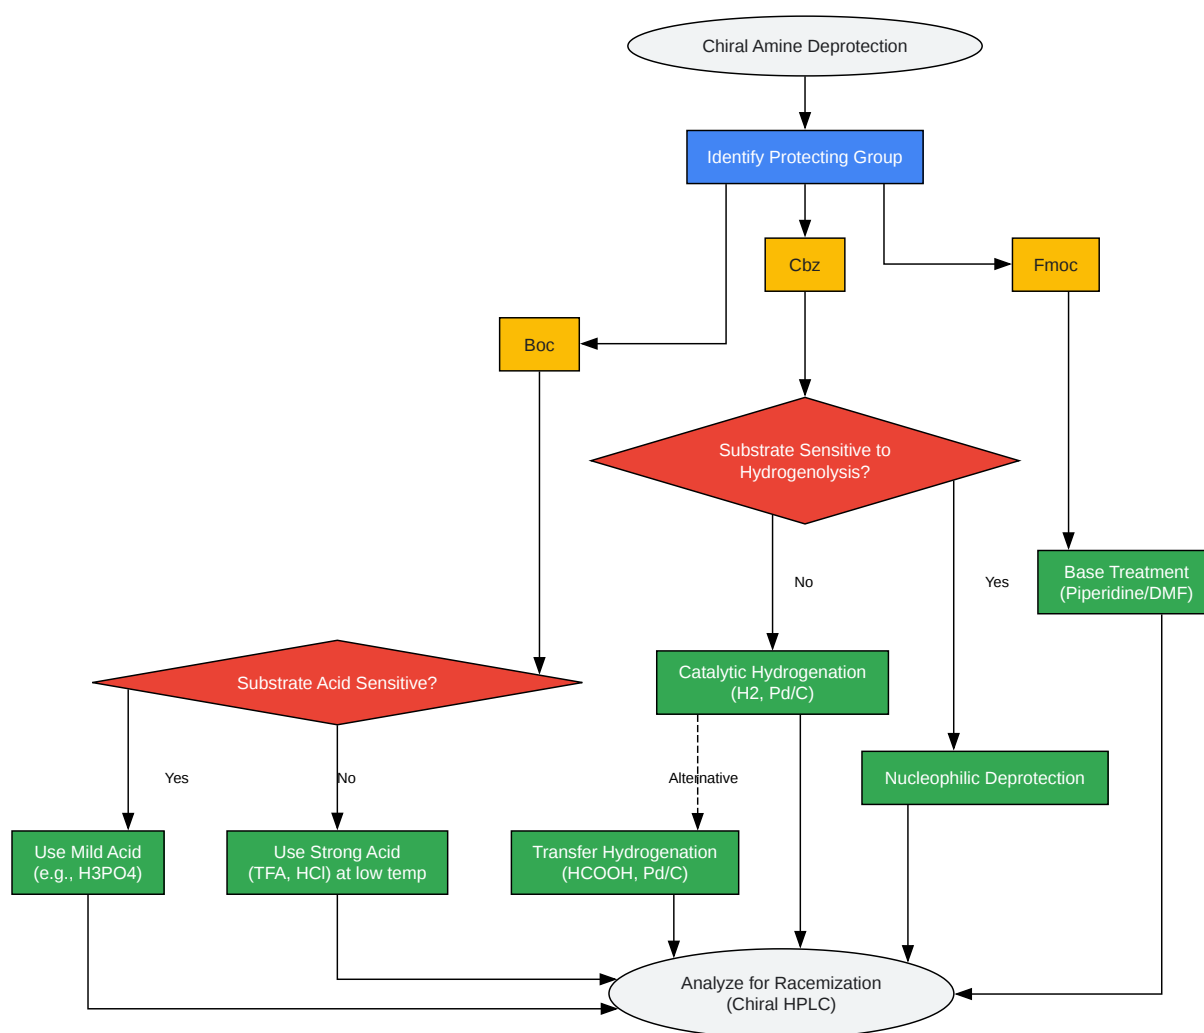 Chiral Amine Deprotection
Identify Protecting Group
Cbz
Fmoc
Boc
Substrate Sensitive to
Hydrogenolysis?
No
Yes
Base Treatment
(Piperidine/DMF)
Substrate Acid Sensitive?
Catalytic Hydrogenation
(H2, Pd/C)
Yes
No
Alternative
Nucleophilic Deprotection
Use Mild Acid
(e.g., H3PO4)
Use Strong Acid
(TFA, HCl) at low temp
Transfer Hydrogenation
(HCOOH, Pd/C)
Analyze for Racemization
(Chiral HPLC)